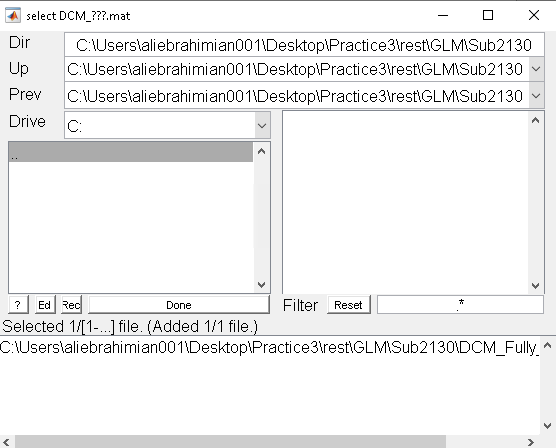 select DCM_???.mat
Dir C:\Users\aliebrahimian001\Desktop\Practice3\rest\GLM\Sub2130
Up C:\Users\aliebrahimian001\Desktop\Practice3\rest\GLM\Sub2130
Prev C:\Users\aliebrahimian001\Desktop\Practice3\rest\GLM\Sub2130
Drive C:
..
? Ed Rec Done Filter Reset .*
Selected 1/[1-...] file. (Added 1/1 file.)
C:\Users\aliebrahimian001\Desktop\Practice3\rest\GLM\Sub2130\DCM_Fully_